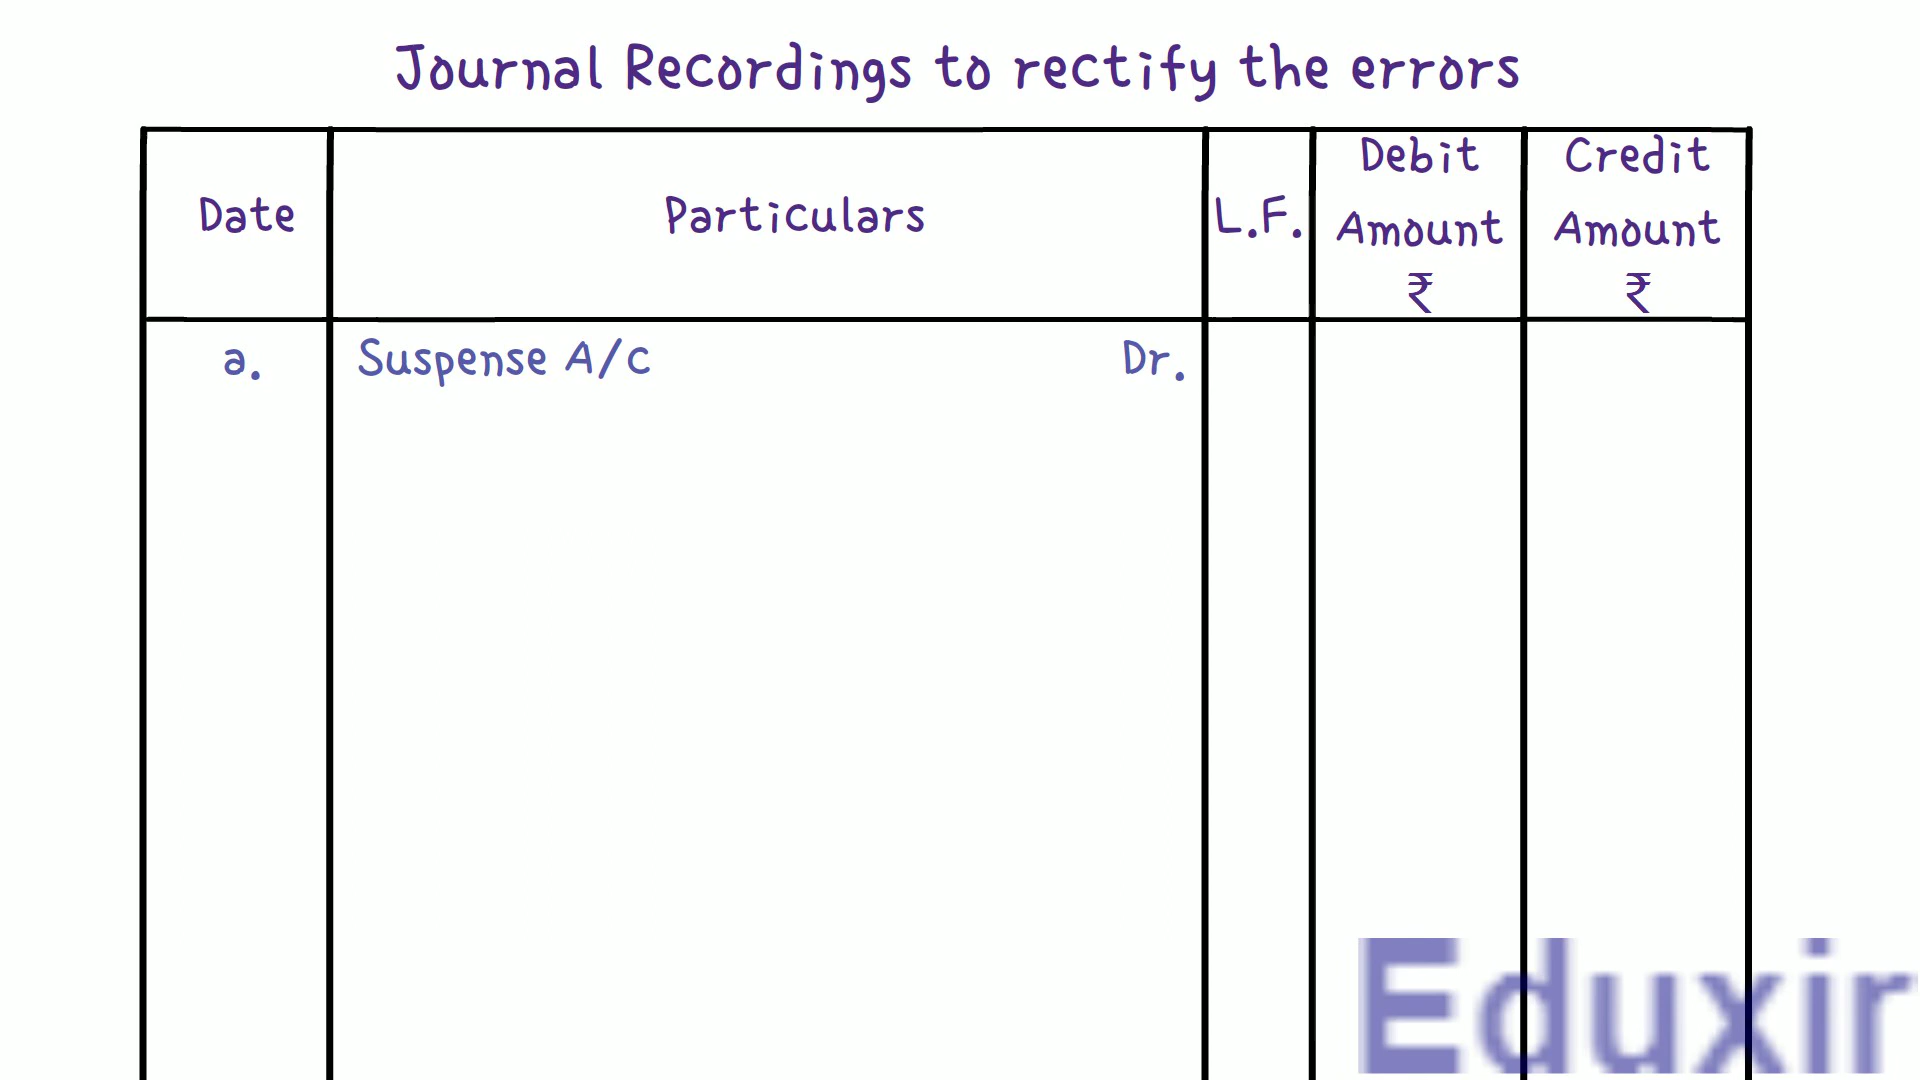 Journal Recordings to rectify the errors
Date Particulars L.F. Debit Amount ₹ Credit Amount ₹
a. Suspense A/c Dr.
Eduxir